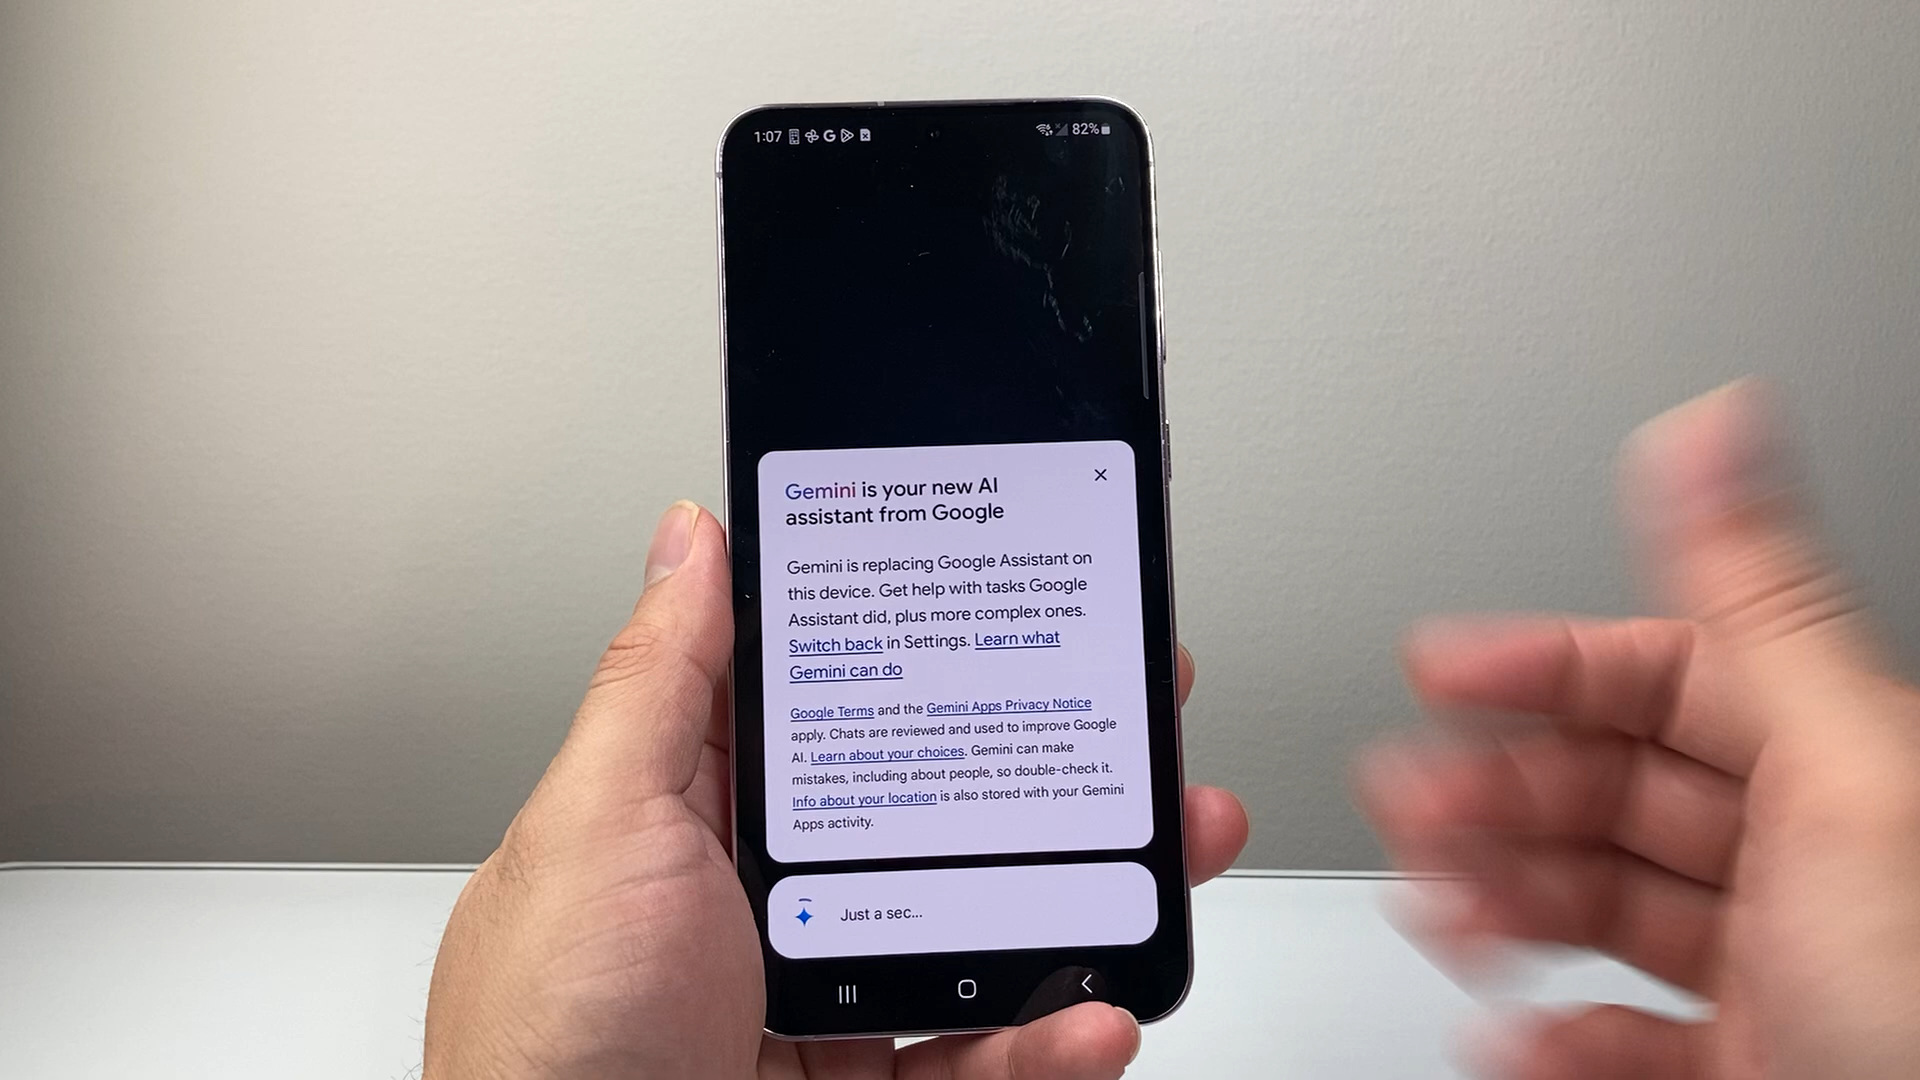 1:07 G 82%
Gemini is your new AI
assistant from Google
Gemini is replacing Google Assistant on
this device. Get help with tasks Google
Assistant did, plus more complex ones.
Switch back in Settings. Learn what
Gemini can do
Google Terms and the Gemini Apps Privacy Notice
apply. Chats are reviewed and used to improve Google
AI. Learn about your choices. Gemini can make
mistakes, including about people, so double-check it.
Info about your location is also stored with your Gemini
Apps activity.
Just a sec...